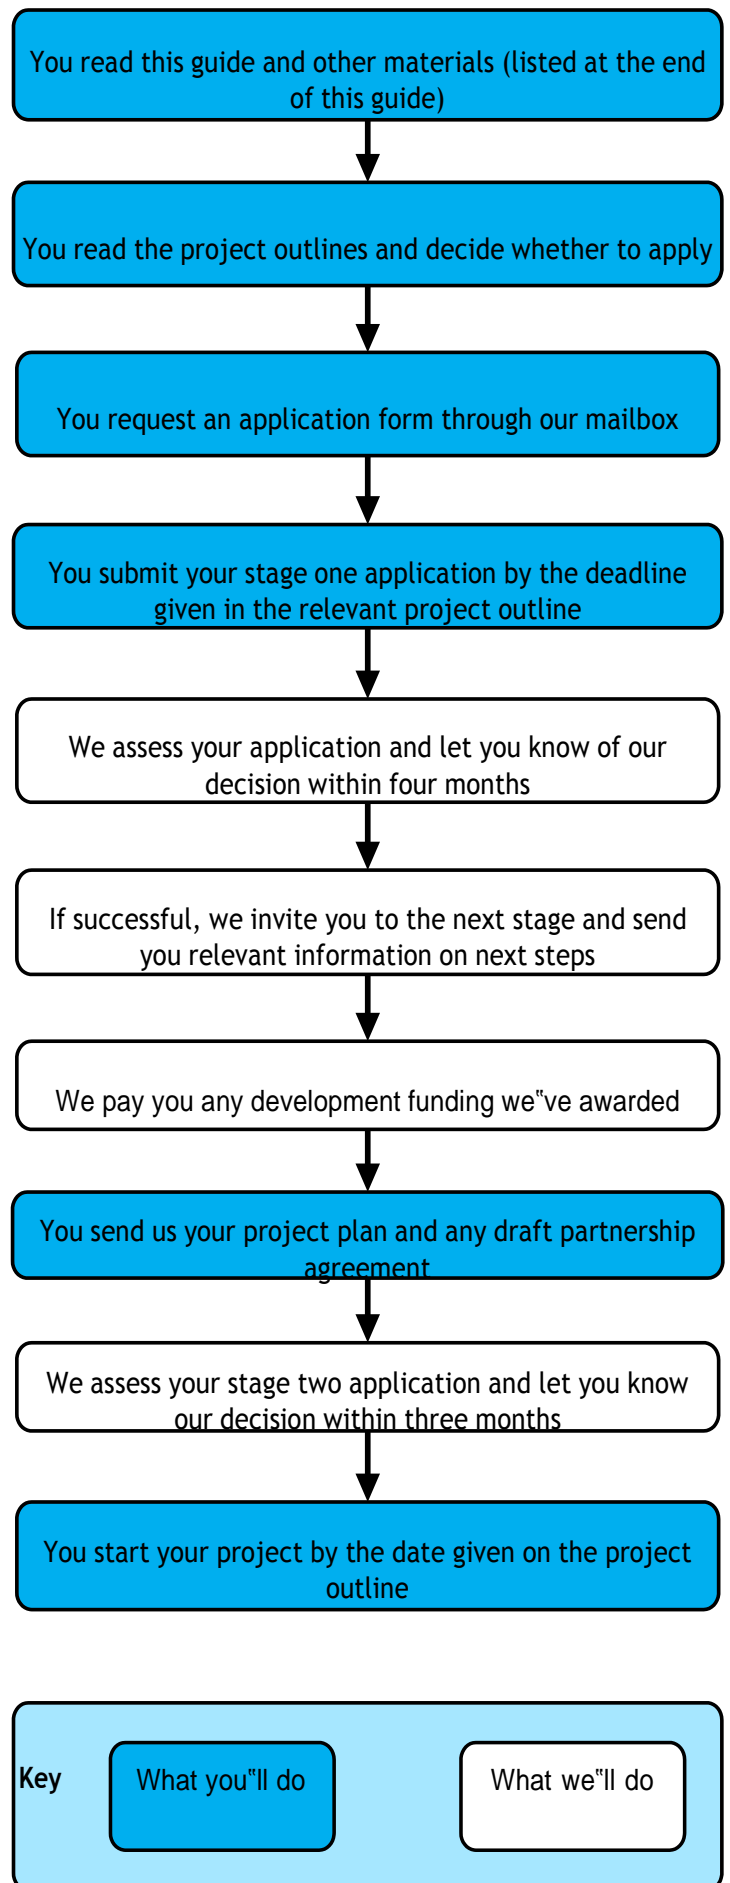 You read this guide and other materials (listed at the end
of this guide)
You read the project outlines and decide whether to apply
You request an application form through our mailbox
You submit your stage one application by the deadline
given in the relevant project outline
We assess your application and let you know of our
decision within four months
If successful, we invite you to the next stage and send
you relevant information on next steps
We pay you any development funding we‟ve awarded
You send us your project plan and any draft partnership
agreement
We assess your stage two application and let you know
our decision within three months
You start your project by the date given on the project
outline
Key
What you‟ll do
What we‟ll do